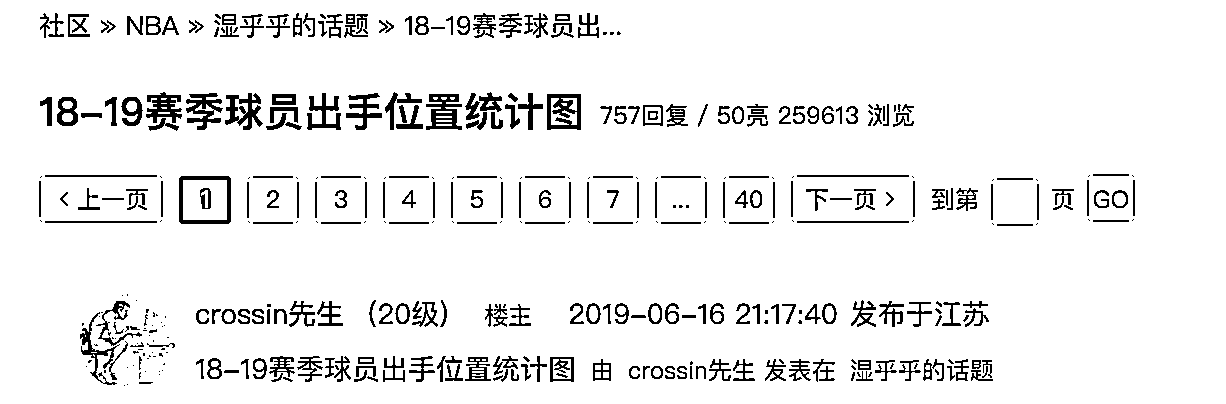 社区 » NBA » 湿乎乎的话题 » 18-19赛季球员出...
18-19赛季球员出手位置统计图 757回复 / 50亮 259613 浏览
‹ 上一页 1 2 3 4 5 6 7 ... 40 下一页 › 到第 页 GO
crossin先生 （20级） 楼主 2019-06-16 21:17:40 发布于江苏
18-19赛季球员出手位置统计图 由 crossin先生 发表在 湿乎乎的话题